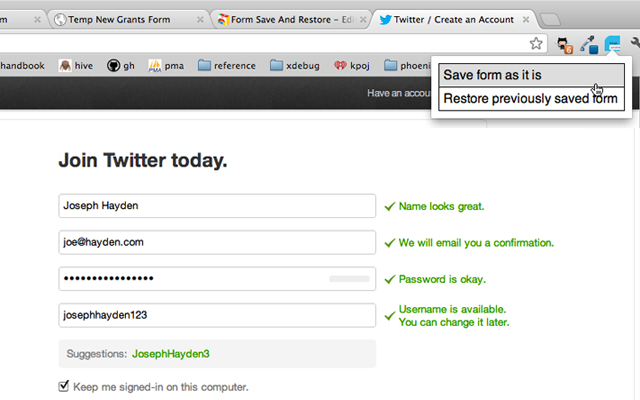 m
Temp New Grants Form
Form Save And Restore - Edi
Twitter / Create an Account
6
handbook
hive
gh
pma
PMA
reference
xdebug
kpoj
phoeni
Have an accou
Save form as it is
Restore previously saved form
Join Twitter today.
Joseph Hayden
Name looks great.
joe@hayden.com
We will email you a confirmation.
••••••••••••••••
Password is okay.
josephhayden123
Username is available.
You can change it later.
Suggestions: JosephHayden3
Keep me signed-in on this computer.